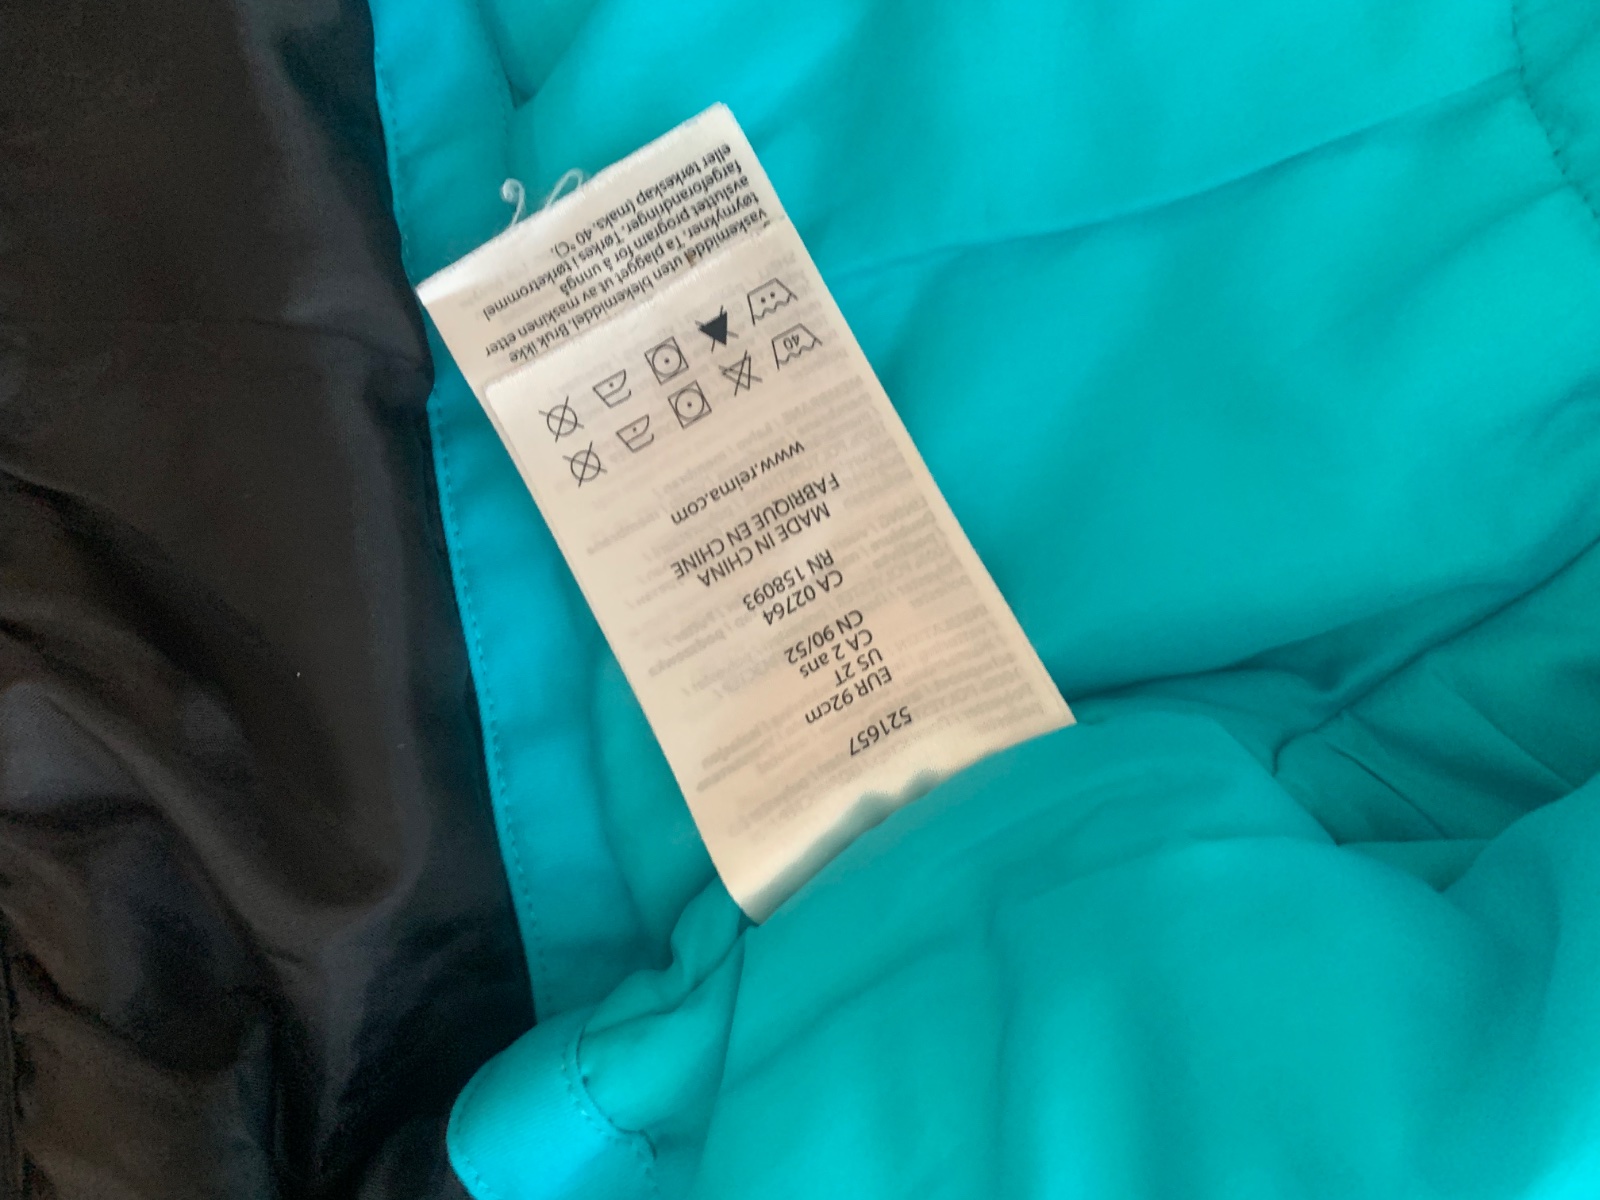 521657
EUR 92cm
US 2T
CA 2 ans
CN 90/52
CA 02764
RN 158093
MADE IN CHINA
FABRIQUE EN CHINE
www.reima.com
40
vaskemiddel uten blekemiddel. Bruk ikke
tøymykner. Ta plagget ut av maskinen etter
avsluttet program for å unngå
fargeforandringer. Tørkes i tørketrommel
eller tørkeskap (maks. 40 °C).